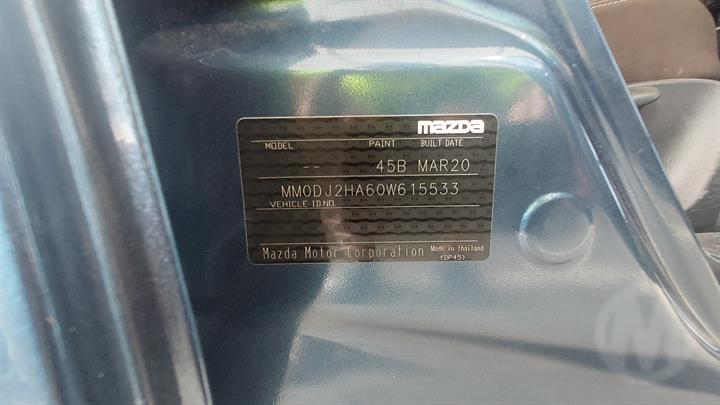 mazda
MODEL PAINT BUILT DATE
-- 45B MAR20
MM0DJ2HA60W615533
VEHICLE ID.NO.
Mazda Motor Corporation Made in Thailand
(DP45)
M